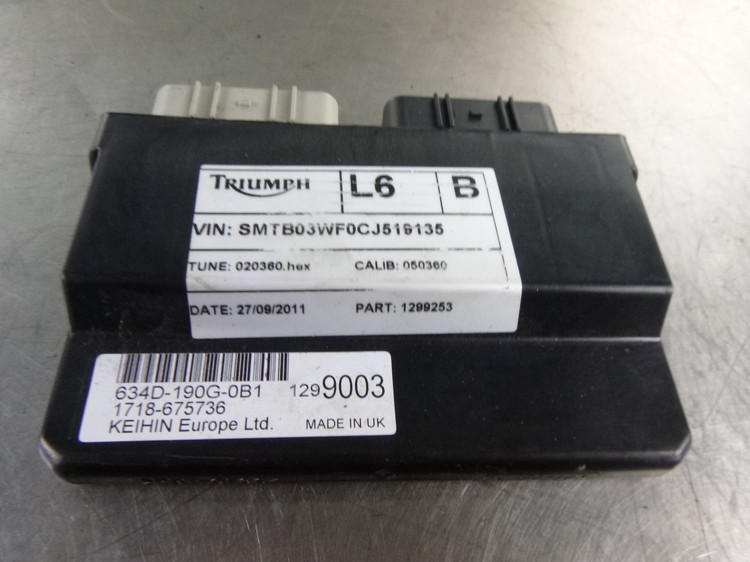 TRIUMPH L6 B
VIN: SMTB03WF0CJ519135
TUNE: 020360.hex CALIB: 050360
DATE: 27/09/2011 PART: 1299253
634D-190G-0B1 1299003
1718-675736
KEIHIN Europe Ltd. MADE IN UK